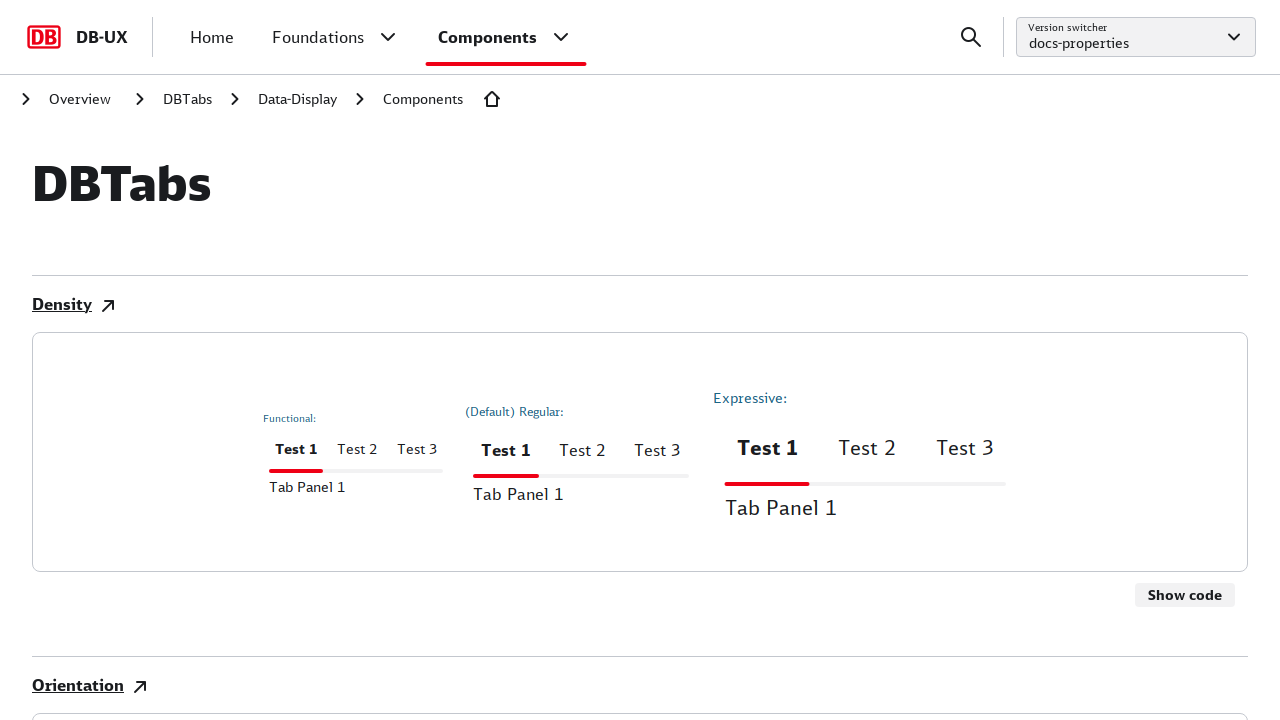 DB DB-UX Home Foundations Components Version switcher docs-properties
Overview DBTabs Data-Display Components
DBTabs
Density
Functional:
Test 1 Test 2 Test 3
Tab Panel 1
(Default) Regular:
Test 1 Test 2 Test 3
Tab Panel 1
Expressive:
Test 1 Test 2 Test 3
Tab Panel 1
Show code
Orientation